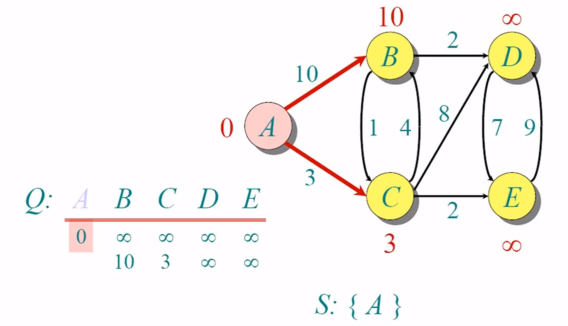 10 ∞
B 2 D
10
0 A 1 4 8 7 9
3
Q: A B C D E
C 2 E
0 ∞ ∞ ∞ ∞
3 ∞
10 3 ∞ ∞
S: { A }